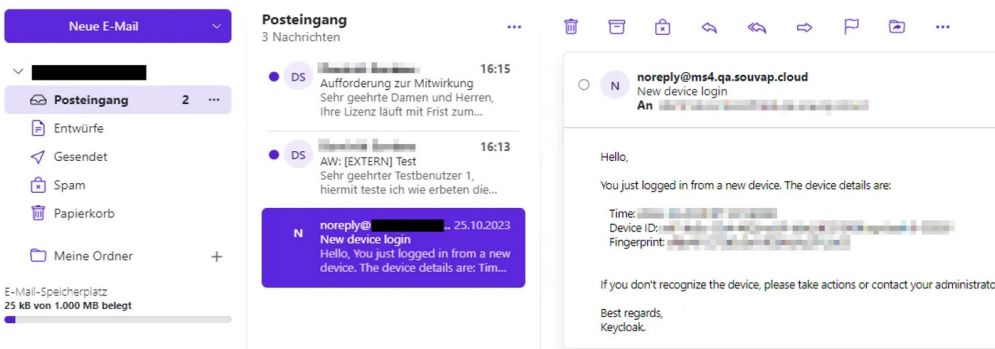 Neue E-Mail
Posteingang 2 ...
Entwürfe
Gesendet
Spam
Papierkorb
Meine Ordner +
E-Mail-Speicherplatz
25 kB von 1.000 MB belegt
Posteingang ...
3 Nachrichten
DS 16:15
Aufforderung zur Mitwirkung
Sehr geehrte Damen und Herren,
Ihre Lizenz läuft mit Frist zum...
DS 16:13
AW: [EXTERN] Test
Sehr geehrter Testbenutzer 1,
hiermit teste ich wie erbeten die...
N noreply@ ... 25.10.2023
New device login
Hello, You just logged in from a new
device. The device details are: Tim...
...
N noreply@ms4.qa.souvap.cloud
New device login
An
Hello,
You just logged in from a new device. The device details are:
Time:
Device ID:
Fingerprint:
If you don't recognize the device, please take actions or contact your administrato
Best regards,
Keycloak.